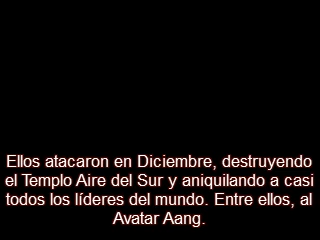 Ellos atacaron en Diciembre, destruyendo
el Templo Aire del Sur y aniquilando a casi
todos los líderes del mundo. Entre ellos, al
Avatar Aang.